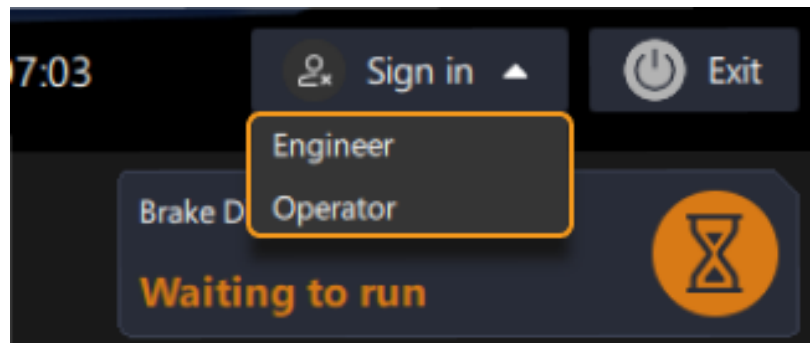 7:03
Sign in
Exit
Engineer
Operator
Brake D
Waiting to run